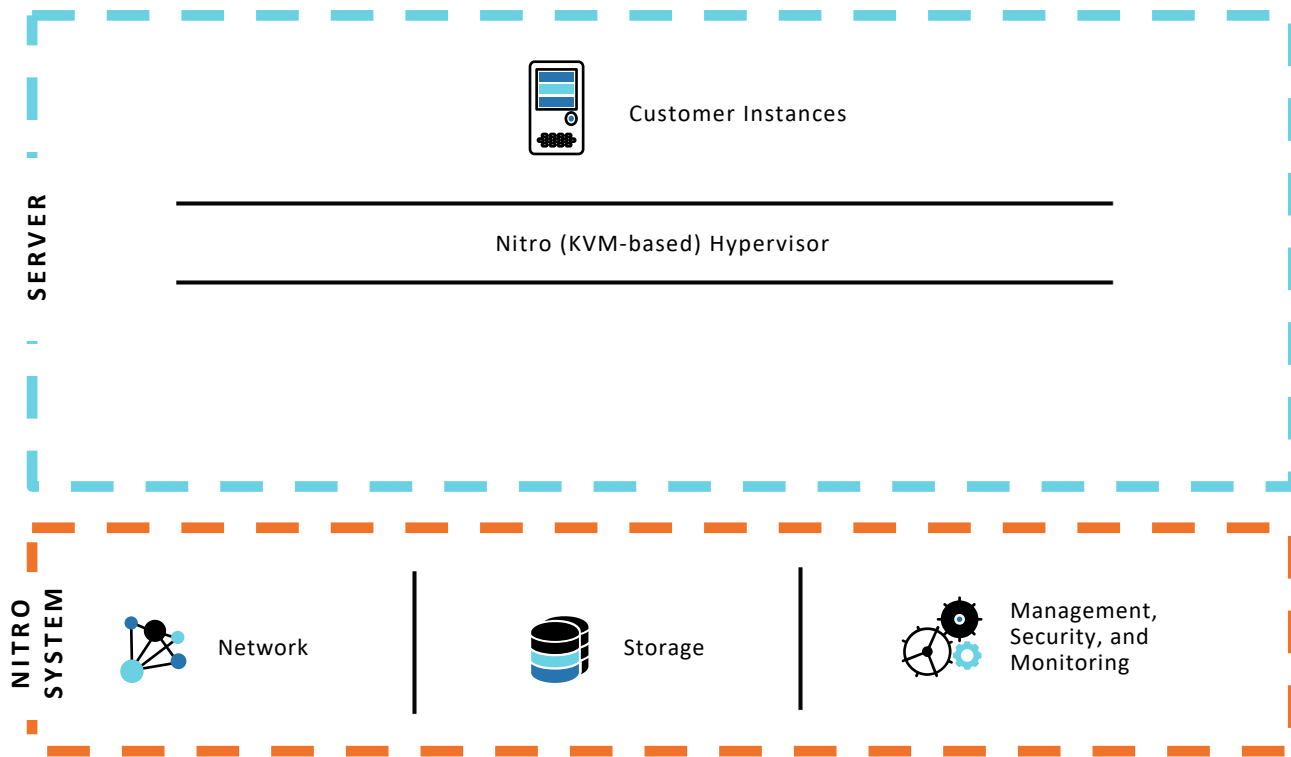 Customer Instances
SERVER
Nitro (KVM-based) Hypervisor
NITRO
SYSTEM
Network
Storage
Management,
Security, and
Monitoring